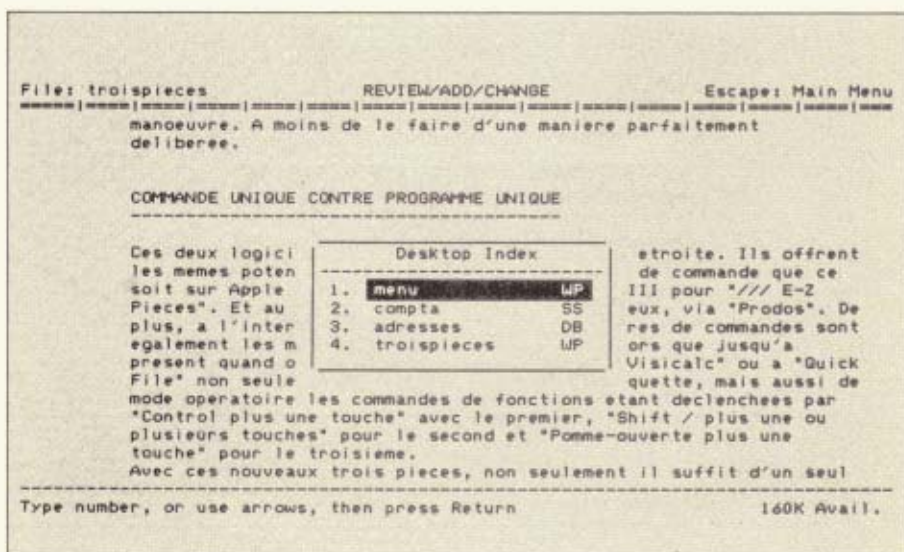 File: troispieces REVIEW/ADD/CHANGE Escape: Main Menu
=====|====|====|====|====|====|====|====|====|====|====|====|====|====|====|===
manoeuvre. A moins de le faire d'une maniere parfaitement
deliberee.
COMMANDE UNIQUE CONTRE PROGRAMME UNIQUE
----------------------------------------
Ces deux logici | Desktop Index | etroite. Ils offrent
les memes poten |---------------------------| de commande que ce
soit sur Apple | 1. menu WP | III pour "/// E-Z
Pieces". Et au | 2. compta SS | eux, via "Prodos". De
plus, a l'inter | 3. adresses DB | res de commandes sont
egalement les m | 4. troispieces WP | ors que jusqu'a
present quand o Visicalc" ou a "Quick
File" non seule quette, mais aussi de
mode operatoire les commandes de fonctions etant declenchees par
"Control plus une touche" avec le premier, "Shift / plus une ou
plusieurs touches" pour le second et "Pomme-ouverte plus une
touche" pour le troisieme.
Avec ces nouveaux trois pieces, non seulement il suffit d'un seul
Type number, or use arrows, then press Return 160K Avail.